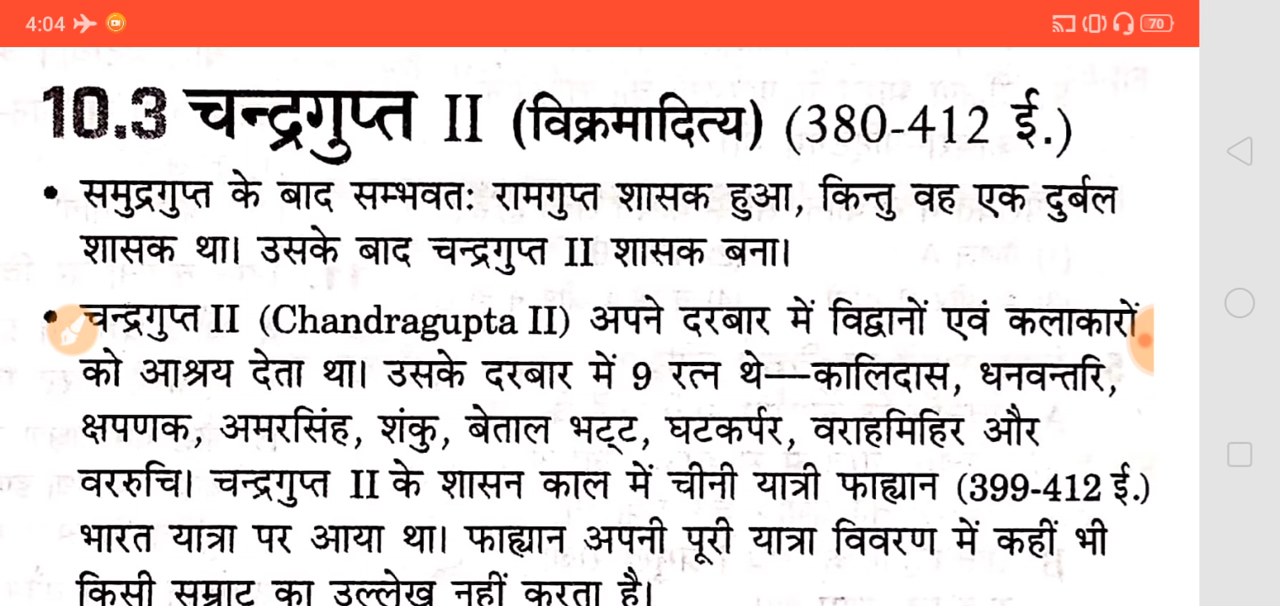 4:04
70
10.3 चन्द्रगुप्त II (विक्रमादित्य) (380-412 ई.)
• समुद्रगुप्त के बाद सम्भवतः रामगुप्त शासक हुआ, किन्तु वह एक दुर्बल
शासक था। उसके बाद चन्द्रगुप्त II शासक बना।
• चन्द्रगुप्त II (Chandragupta II) अपने दरबार में विद्वानों एवं कलाकारों
को आश्रय देता था। उसके दरबार में 9 रत्न थे—कालिदास, धनवन्तरि,
क्षपणक, अमरसिंह, शंकु, बेताल भट्ट, घटकर्पर, वराहमिहिर और
वररुचि। चन्द्रगुप्त II के शासन काल में चीनी यात्री फाह्यान (399-412 ई.)
भारत यात्रा पर आया था। फाह्यान अपनी पूरी यात्रा विवरण में कहीं भी
किसी सम्राट का उल्लेख नहीं करता है।